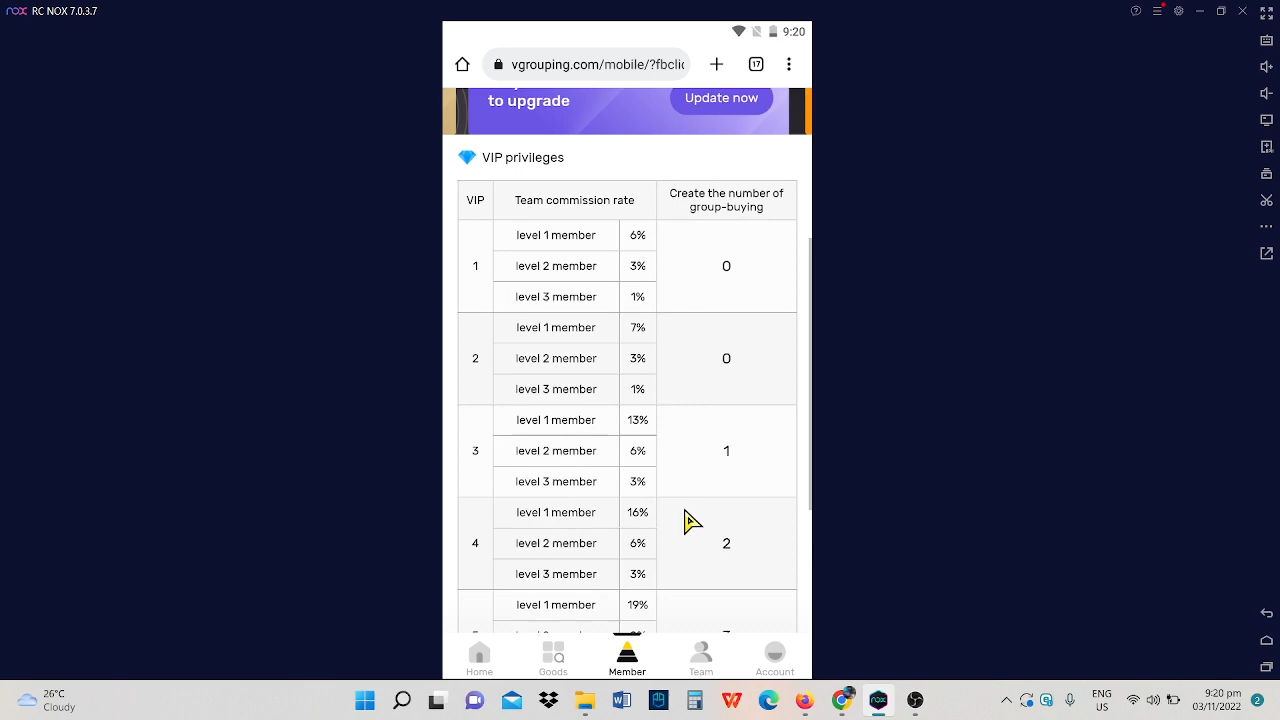 nox RC NOX 7.0.3.7
9:20
vgrouping.com/mobile/?fbclic
17
to upgrade
Update now
VIP privileges
VIP
Team commission rate
Create the number of
group-buying
1
level 1 member 6%
level 2 member 3%
level 3 member 1%
0
2
level 1 member 7%
level 2 member 3%
level 3 member 1%
0
3
level 1 member 13%
level 2 member 6%
level 3 member 3%
1
4
level 1 member 16%
level 2 member 6%
level 3 member 3%
2
level 1 member 19%
Home
Goods
Member
Team
Account
26°C
Cloudy
ENG
US
9:20 pm
03/11/2022
2